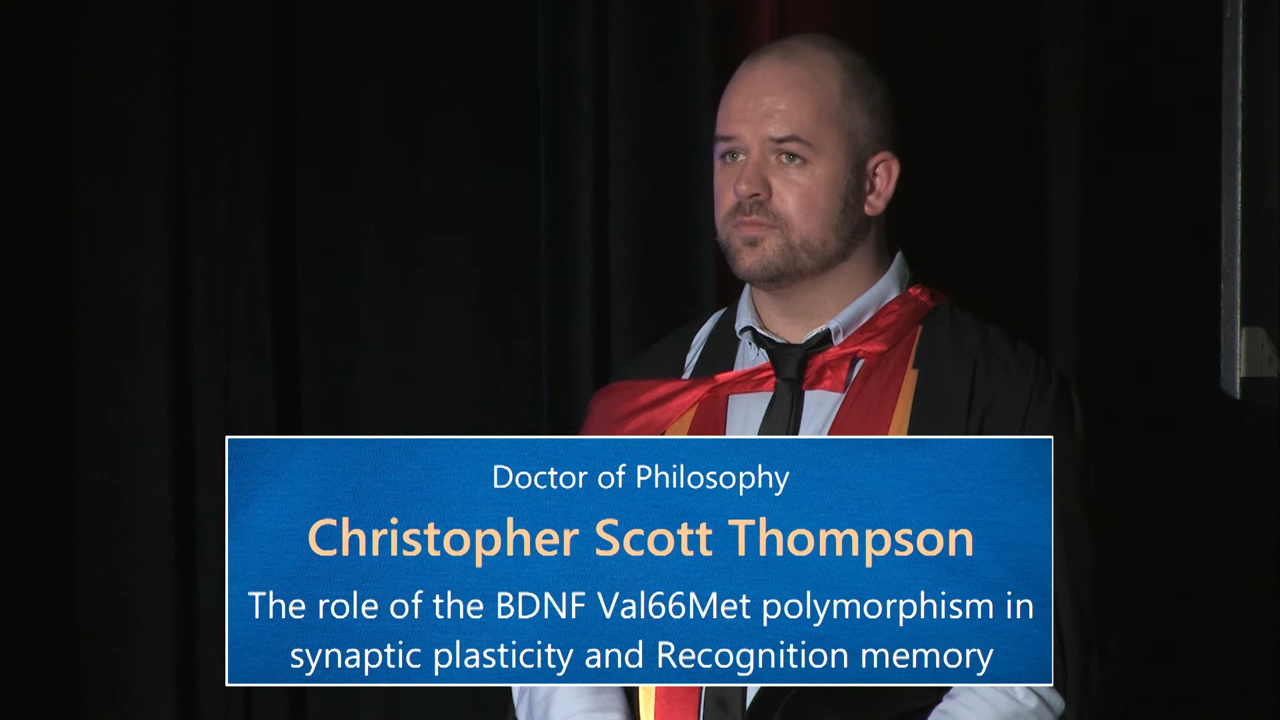 Doctor of Philosophy
Christopher Scott Thompson
The role of the BDNF Val66Met polymorphism in
synaptic plasticity and Recognition memory